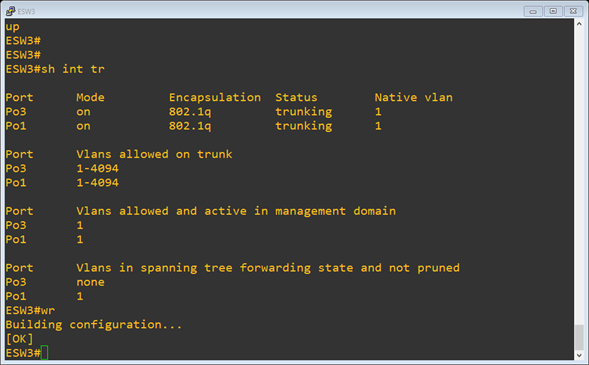 ESW3
up
ESW3#
ESW3#
ESW3#sh int tr
Port Mode Encapsulation Status Native vlan
Po3 on 802.1q trunking 1
Po1 on 802.1q trunking 1
Port Vlans allowed on trunk
Po3 1-4094
Po1 1-4094
Port Vlans allowed and active in management domain
Po3 1
Po1 1
Port Vlans in spanning tree forwarding state and not pruned
Po3 none
Po1 1
ESW3#wr
Building configuration...
[OK]
ESW3#